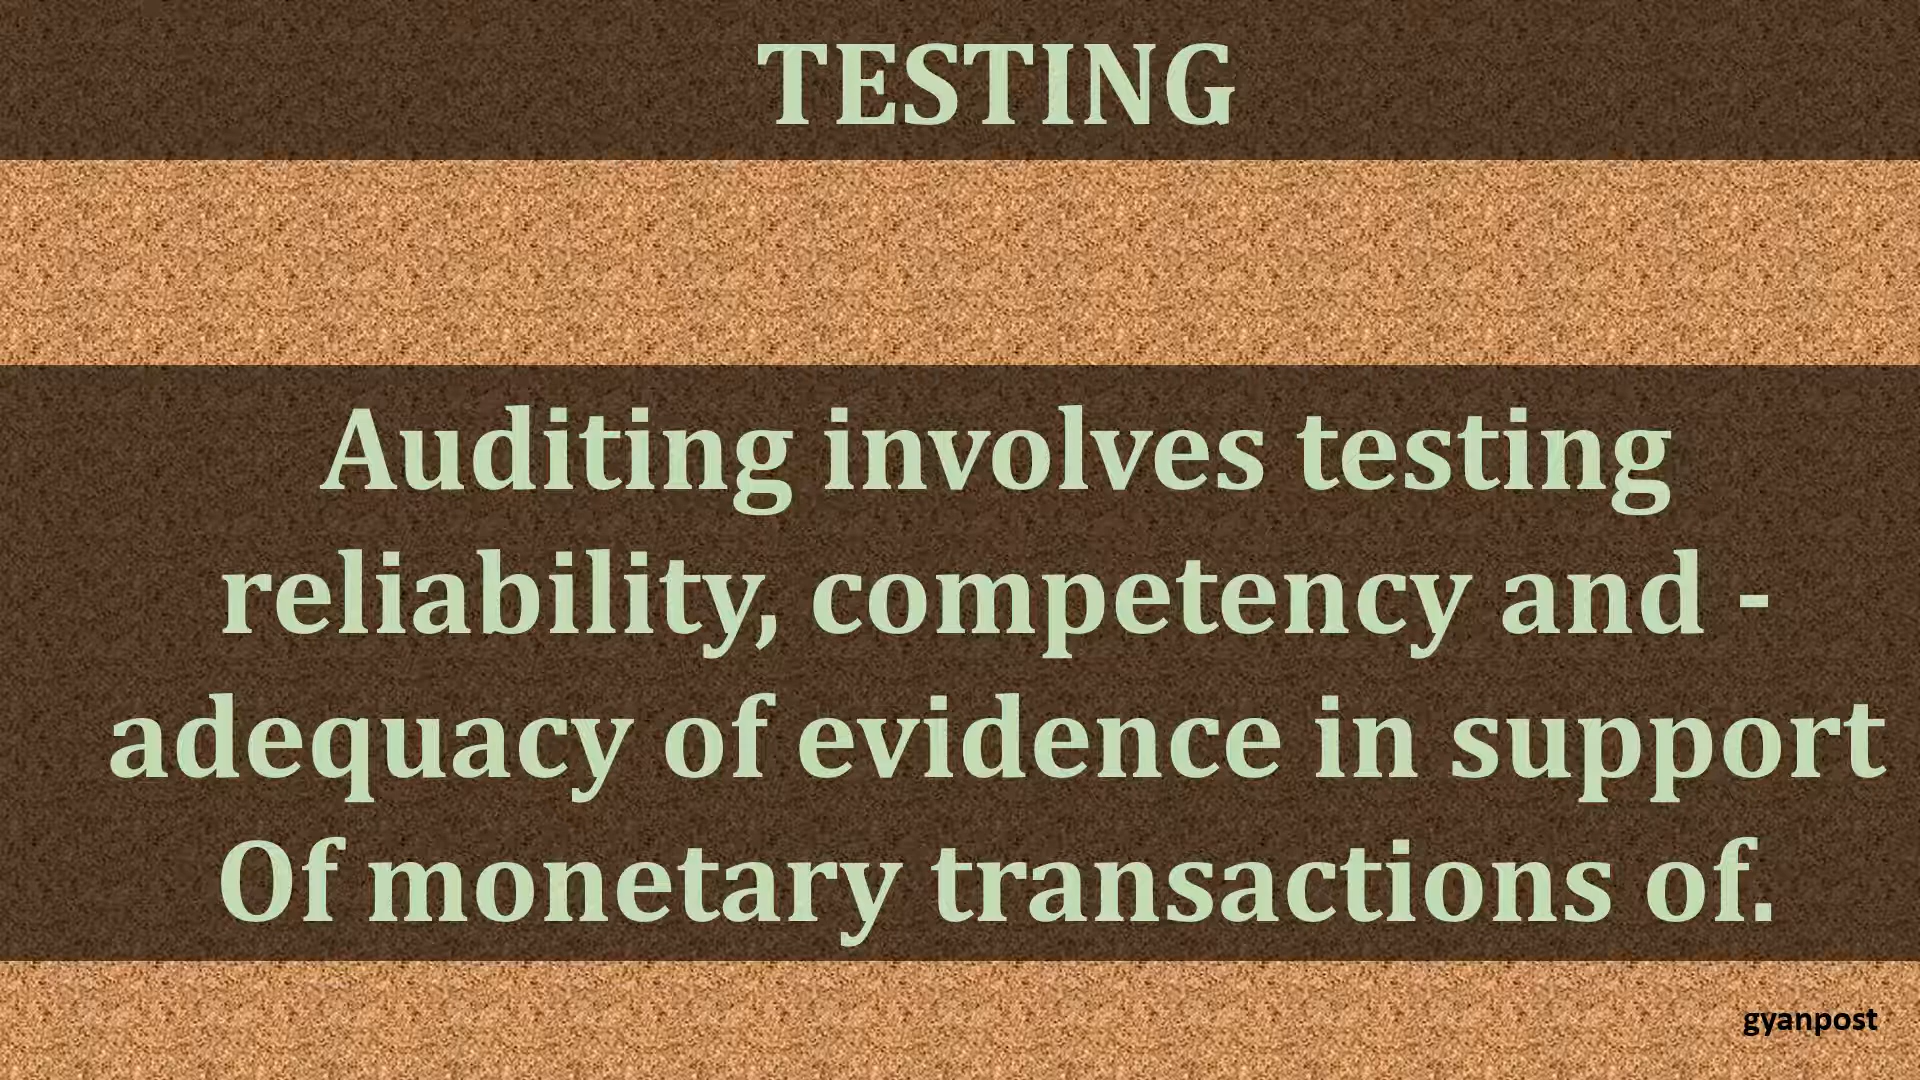 TESTING
Auditing involves testing
reliability, competency and -
adequacy of evidence in support
Of monetary transactions of.
gyanpost